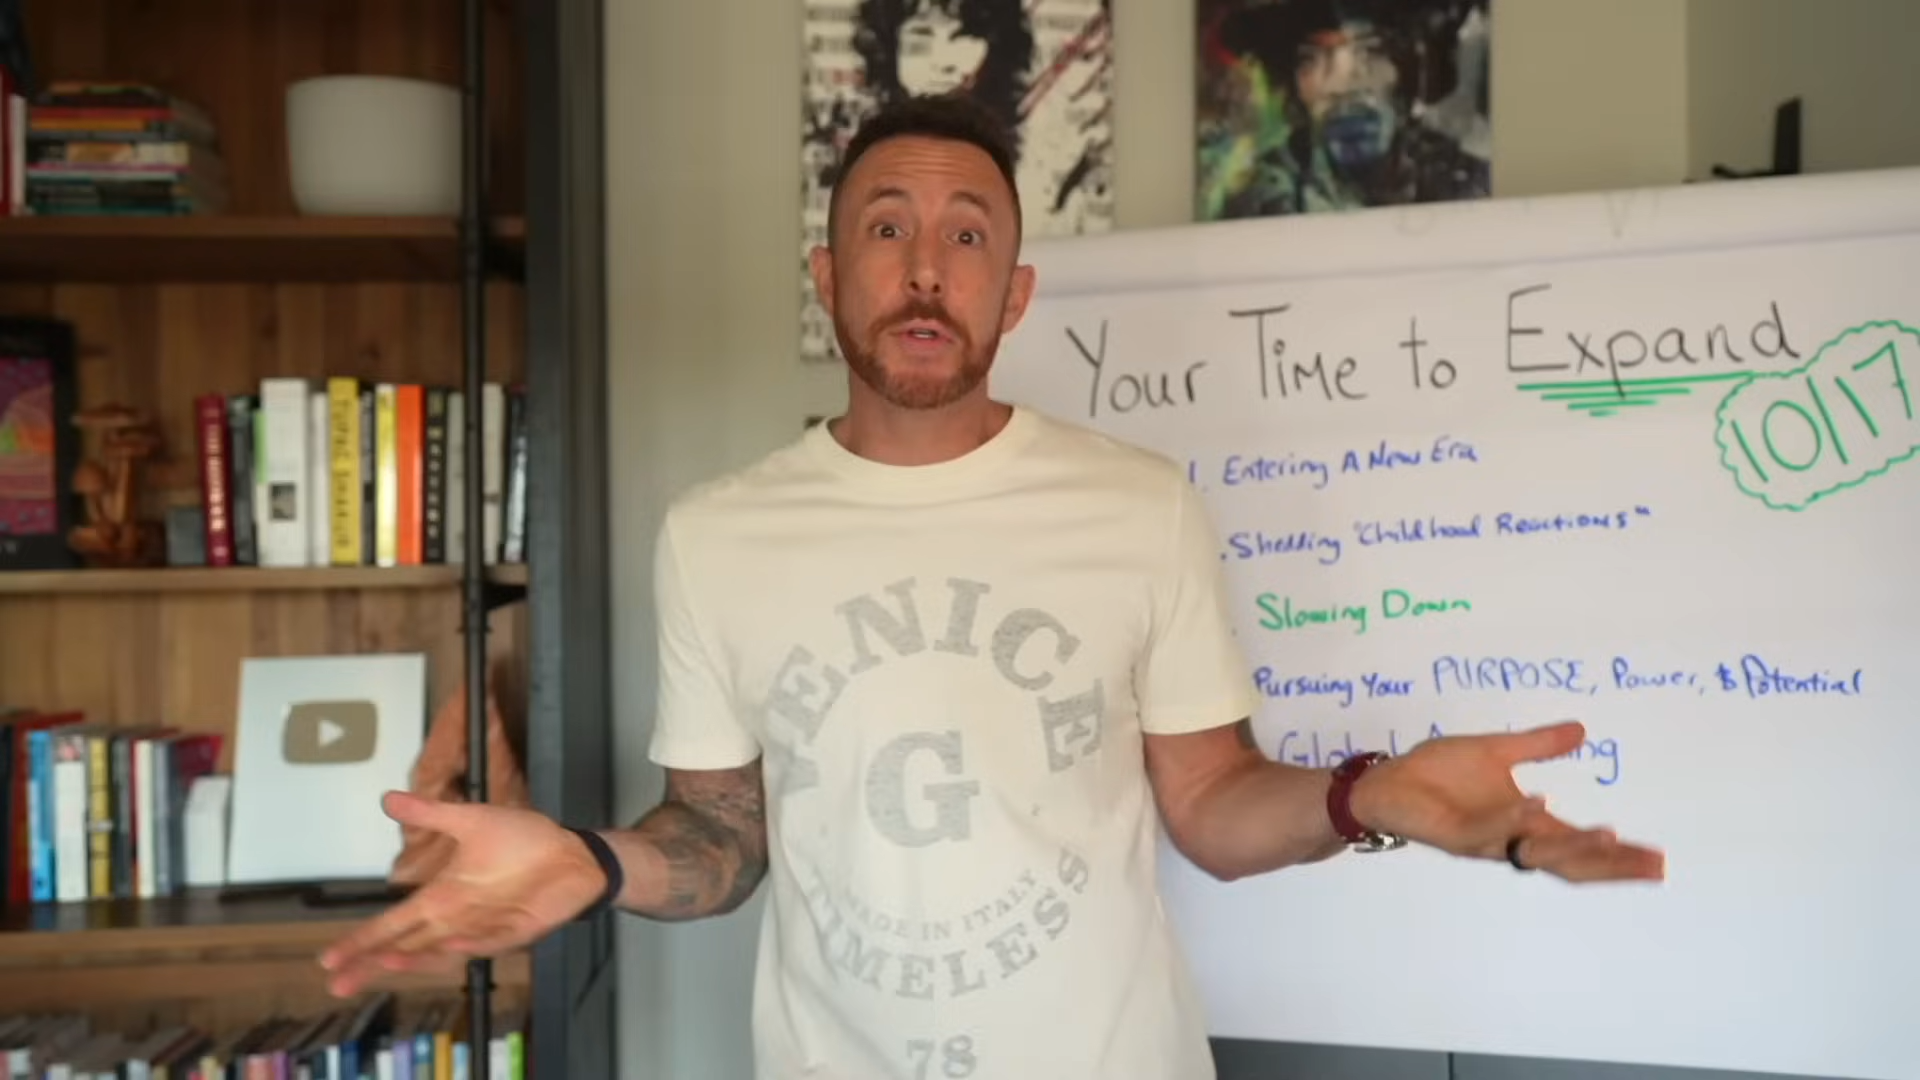 Your Time to Expand
10/17
1. Entering A New Era
. Shedding "Childhood Reactions"
. Slowing Down
Pursuing Your PURPOSE, Power, & Potential
Global
VENICE
G
MADE IN ITALY
TIMELESS
78